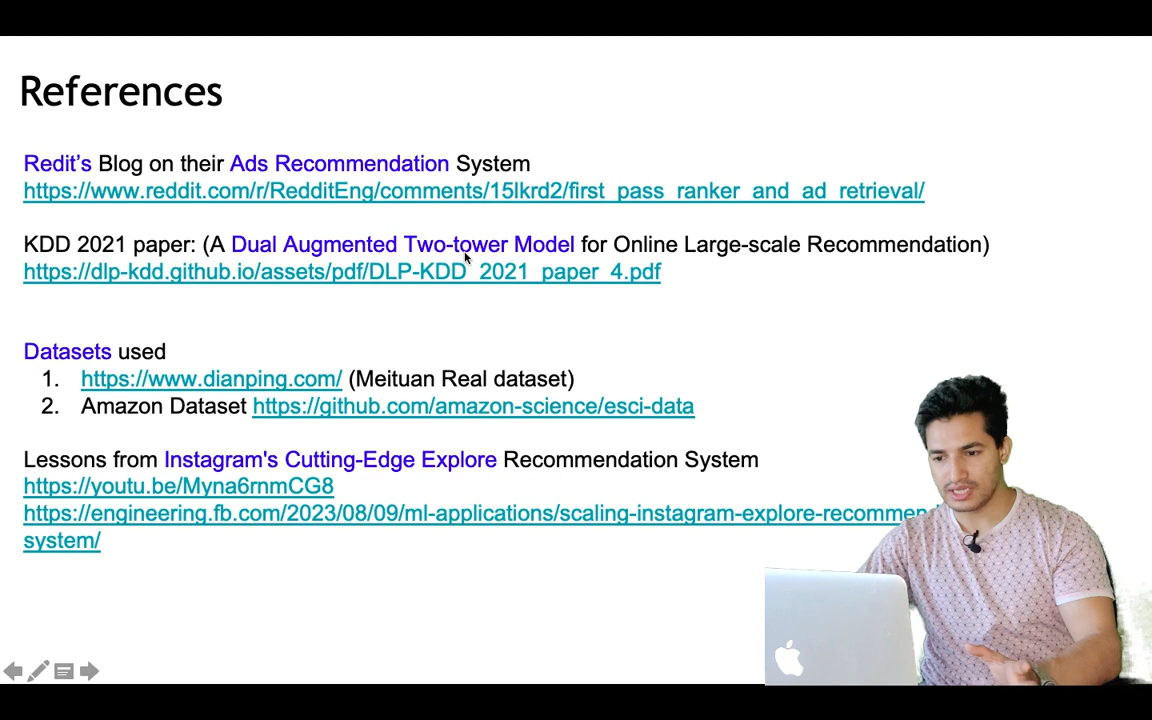 References
Redit's Blog on their Ads Recommendation System
https://www.reddit.com/r/RedditEng/comments/15lkrd2/first_pass_ranker_and_ad_retrieval/
KDD 2021 paper: (A Dual Augmented Two-tower Model for Online Large-scale Recommendation)
https://dlp-kdd.github.io/assets/pdf/DLP-KDD_2021_paper_4.pdf
Datasets used
1. https://www.dianping.com/ (Meituan Real dataset)
2. Amazon Dataset https://github.com/amazon-science/esci-data
Lessons from Instagram's Cutting-Edge Explore Recommendation System
https://youtu.be/Myna6rnmCG8
https://engineering.fb.com/2023/08/09/ml-applications/scaling-instagram-explore-recommen
system/